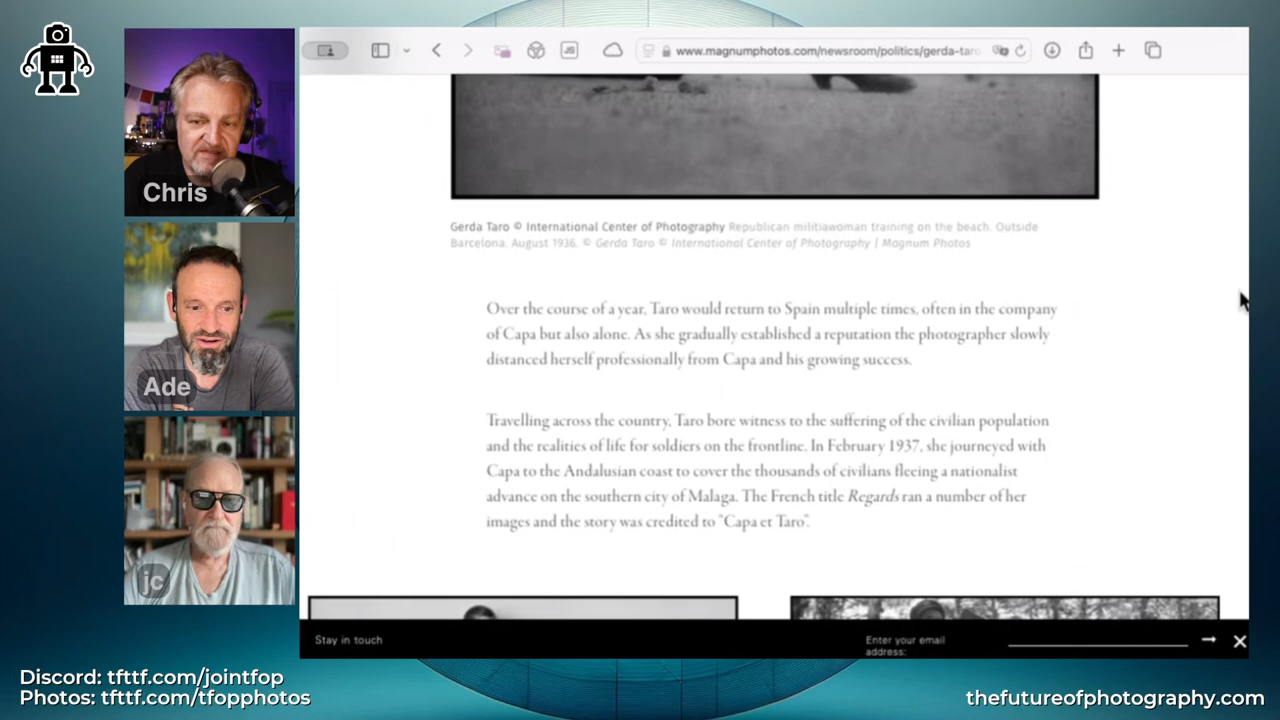 Chris
Ade
jc
www.magnumphotos.com/newsroom/politics/gerda-taro
JS
Gerda Taro © International Center of Photography Republican militiawoman training on the beach. Outside
Barcelona. August 1936. © Gerda Taro © International Center of Photography | Magnum Photos
Over the course of a year, Taro would return to Spain multiple times, often in the company
of Capa but also alone. As she gradually established a reputation the photographer slowly
distanced herself professionally from Capa and his growing success.
Travelling across the country, Taro bore witness to the suffering of the civilian population
and the realities of life for soldiers on the frontline. In February 1937, she journeyed with
Capa to the Andalusian coast to cover the thousands of civilians fleeing a nationalist
advance on the southern city of Malaga. The French title Regards ran a number of her
images and the story was credited to “Capa et Taro”.
Stay in touch
Enter your email
address:
Discord: tfttf.com/jointfop
Photos: tfttf.com/tfopphotos
thefutureofphotography.com